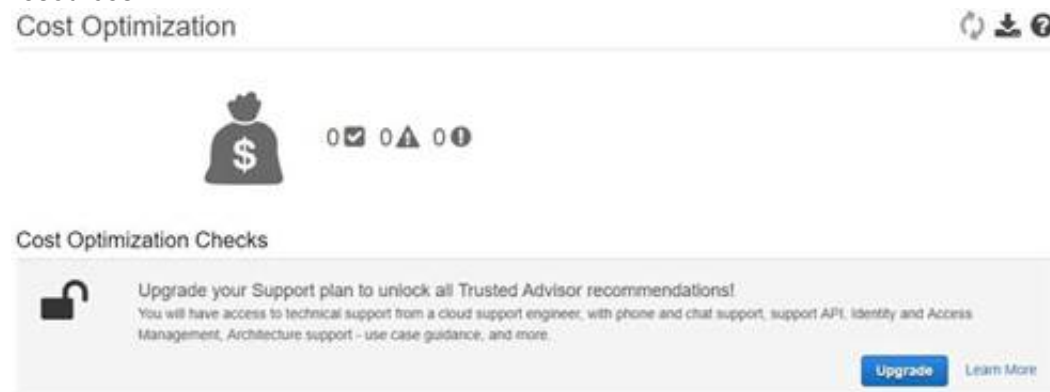 Cost Optimization
$
0 0 0
Cost Optimization Checks
Upgrade your Support plan to unlock all Trusted Advisor recommendations!
You will have access to technical support from a cloud support engineer, with phone and chat support, support API, Identity and Access
Management, Architecture support - use case guidance, and more.
Upgrade Learn More